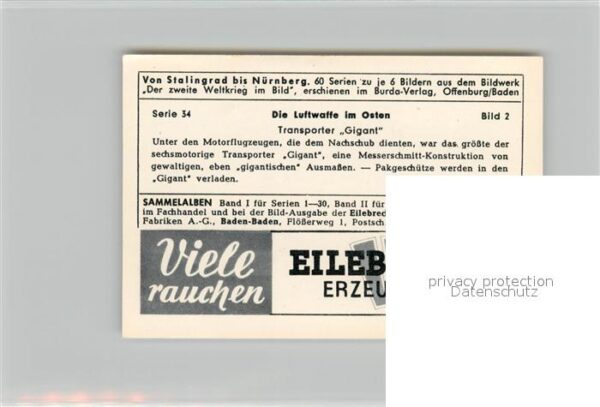 Von Stalingrad bis Nürnberg. 60 Serien zu je 6 Bildern aus dem Bildwerk
„Der zweite Weltkrieg im Bild", erschienen im Burda-Verlag, Offenburg/Baden
Serie 34 Die Luftwaffe im Osten Bild 2
Transporter „Gigant"
Unter den Motorflugzeugen, die dem Nachschub dienten, war das größte der
sechsmotorige Transporter „Gigant", eine Messerschmitt-Konstruktion von
gewaltigen, eben „gigantischen" Ausmaßen. — Pakgeschütze werden in den
„Gigant" verladen.
SAMMELALBEN Band I für Serien 1—30, Band II für
im Fachhandel und bei der Bild-Ausgabe der Eilebrec
Fabriken A.-G., Baden-Baden, Flößerweg 1, Postsch
Viele
rauchen
EILEB
ERZEU
privacy protection
Datenschutz